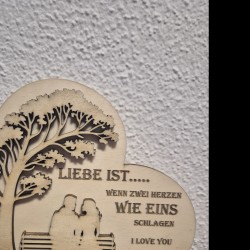 LIEBE IST.....
WENN ZWEI HERZEN
WIE EINS
SCHLAGEN
I LOVE YOU